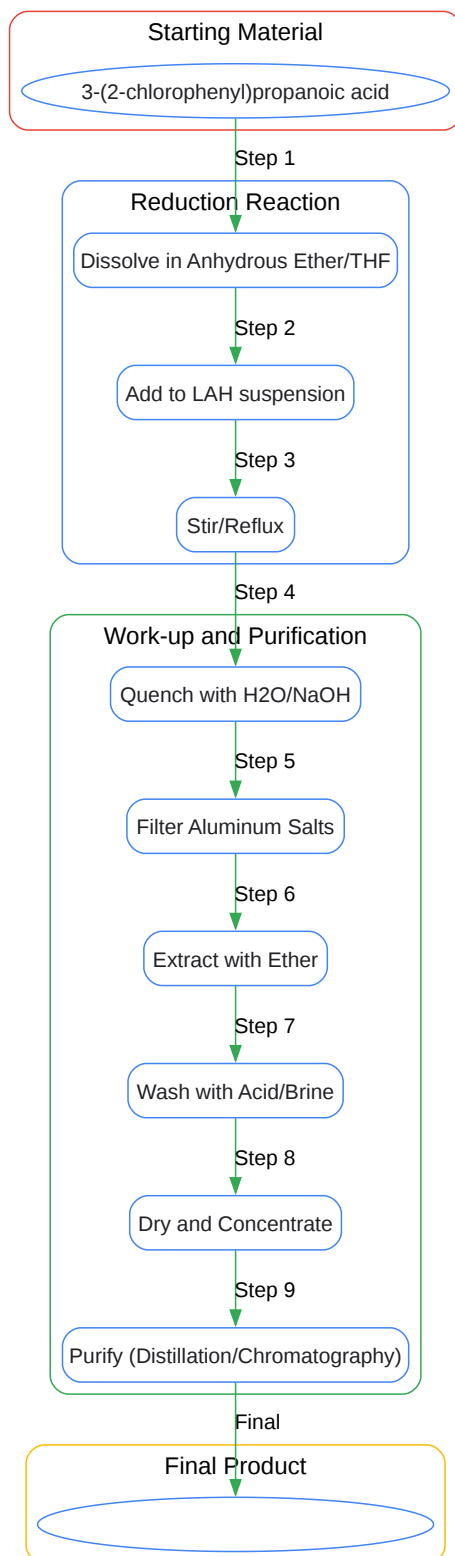 Starting Material
3-(2-chlorophenyl)propanoic acid
Step 1
Reduction Reaction
Dissolve in Anhydrous Ether/THF
Step 2
Add to LAH suspension
Step 3
Stir/Reflux
Step 4
Work-up and Purification
Quench with H2O/NaOH
Step 5
Filter Aluminum Salts
Step 6
Extract with Ether
Step 7
Wash with Acid/Brine
Step 8
Dry and Concentrate
Step 9
Purify (Distillation/Chromatography)
Final
Final Product